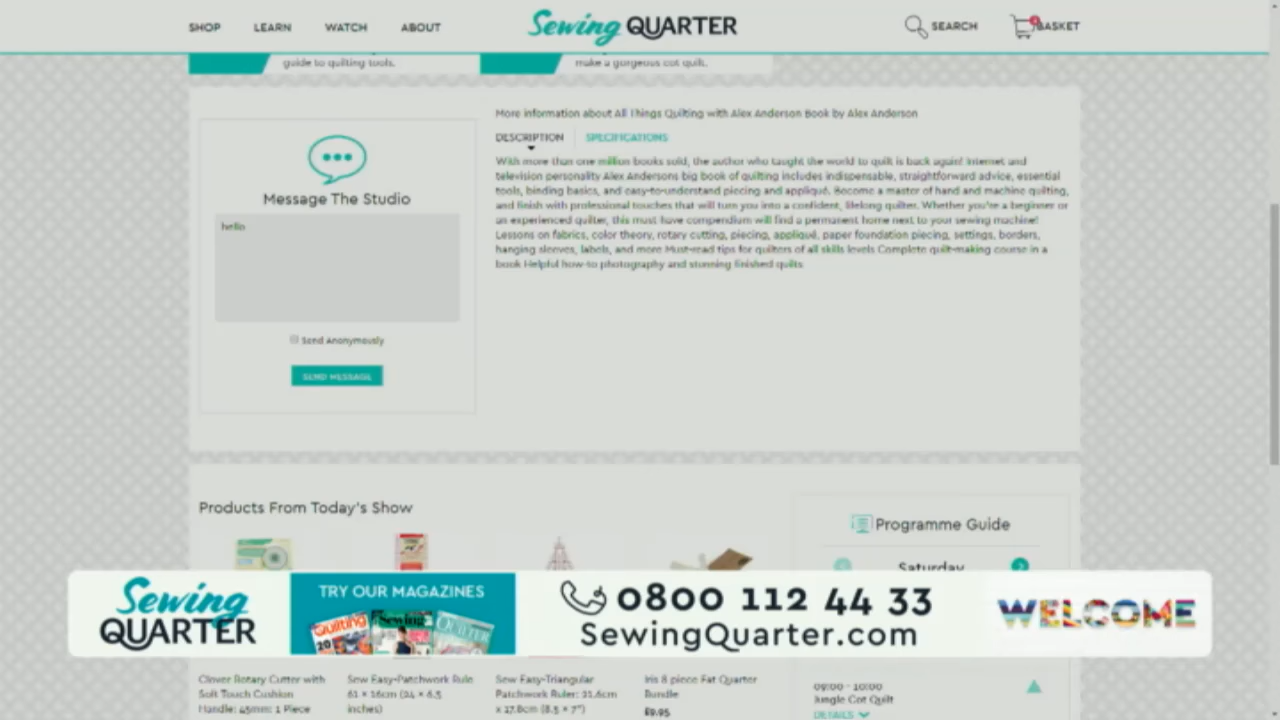 SHOP LEARN WATCH ABOUT Sewing QUARTER SEARCH BASKET
guide to quilting tools.
make a gorgeous cot quilt.
More information about All Things Quilting with Alex Anderson Book by Alex Anderson
DESCRIPTION SPECIFICATIONS
With more than one million books sold, the author who taught the world to quilt is back again! Internet and
television personality Alex Andersons big book of quilting includes indispensable, straightforward advice, essential
tools, binding basics, and easy-to-understand piecing and appliqué. Become a master of hand and machine quilting,
and finish with professional touches that will turn you into a confident, lifelong quilter. Whether you're a beginner or
an experienced quilter, this must have compendium will find a permanent home next to your sewing machine!
Lessons on fabrics, color theory, rotary cutting, piecing, appliqué, paper foundation piecing, settings, borders,
hanging sleeves, labels, and more Must-read tips for quilters of all skills levels Complete quilt-making course in a
book Helpful how-to photography and stunning finished quilts
Message The Studio
hello
Send Anonymously
SEND MESSAGE
Products From Today's Show
Programme Guide
Saturday
Sewing
QUARTER
TRY OUR MAGAZINES
Quilting
Sewing
QUILTER
0800 112 44 33
SewingQuarter.com
WELCOME
Clover Rotary Cutter with
Soft Touch Cushion
Handle: 45mm: 1 Piece
Sew Easy-Patchwork Rule
61 x 16cm (24 x 6.5
inches)
Sew Easy-Triangular
Patchwork Ruler: 21.6cm
x 17.8cm (8.5 x 7")
Iris 8 piece Fat Quarter
Bundle
£9.95
09:00 - 10:00
Jungle Cot Quilt
DETAILS